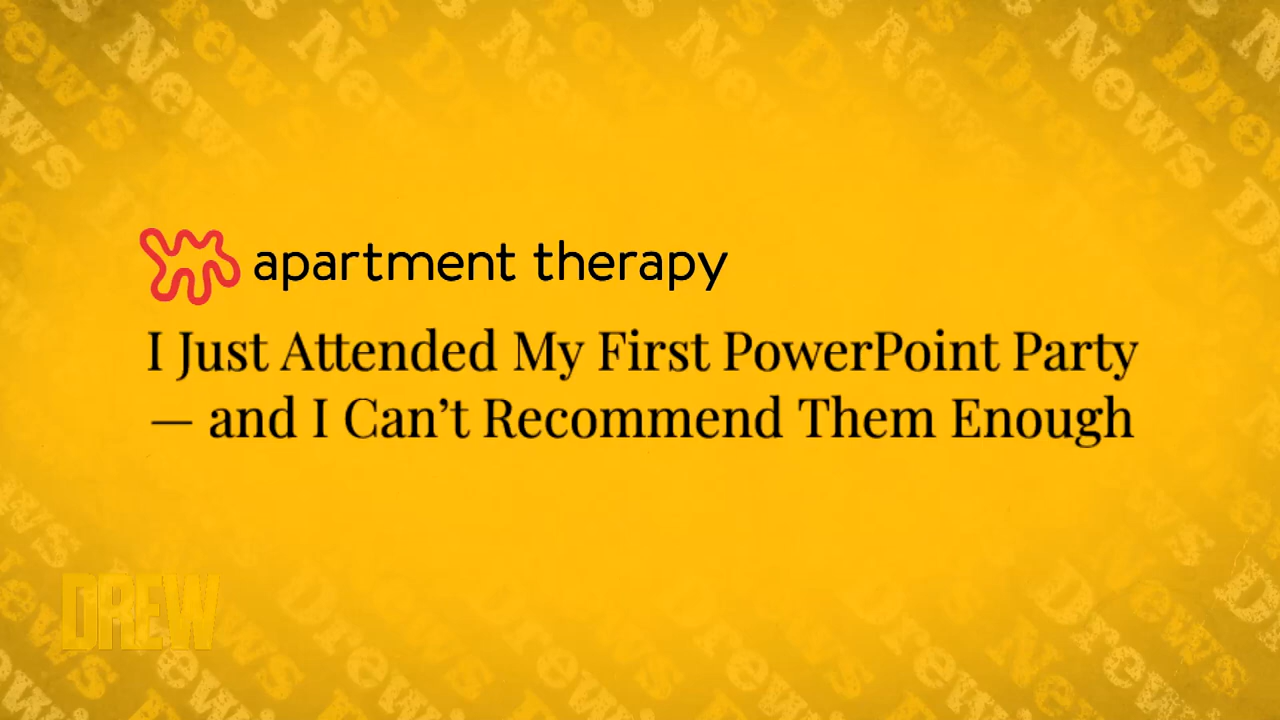 apartment therapy
I Just Attended My First PowerPoint Party
— and I Can’t Recommend Them Enough
DREW